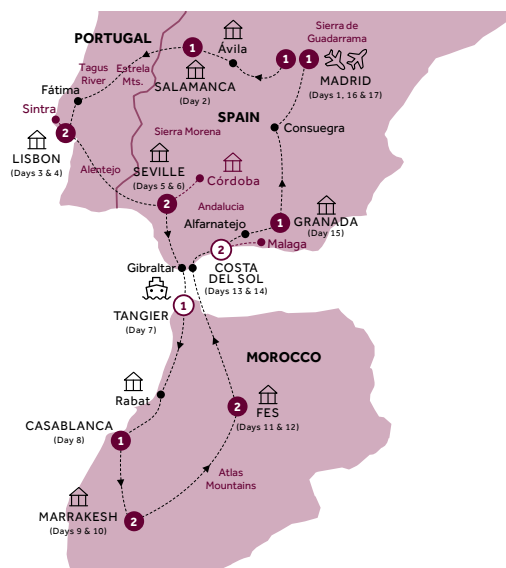 PORTUGAL
Sierra de
Guadarrama
1
Ávila
1
1
MADRID
(Days 1, 16 & 17)
Tagus
River
Estrela
Mts.
SALAMANCA
(Day 2)
Fátima
Sintra
SPAIN
Consuegra
2
LISBON
(Days 3 & 4)
Sierra Morena
Alentejo
SEVILLE
(Days 5 & 6)
Córdoba
2
Andalucia
Alfarnatejo
1
GRANADA
(Day 15)
2
Malaga
Gibraltar
COSTA
DEL SOL
(Days 13 & 14)
1
TANGIER
(Day 7)
MOROCCO
Rabat
2
FES
(Days 11 & 12)
CASABLANCA
(Day 8)
1
Atlas
Mountains
MARRAKESH
(Days 9 & 10)
2